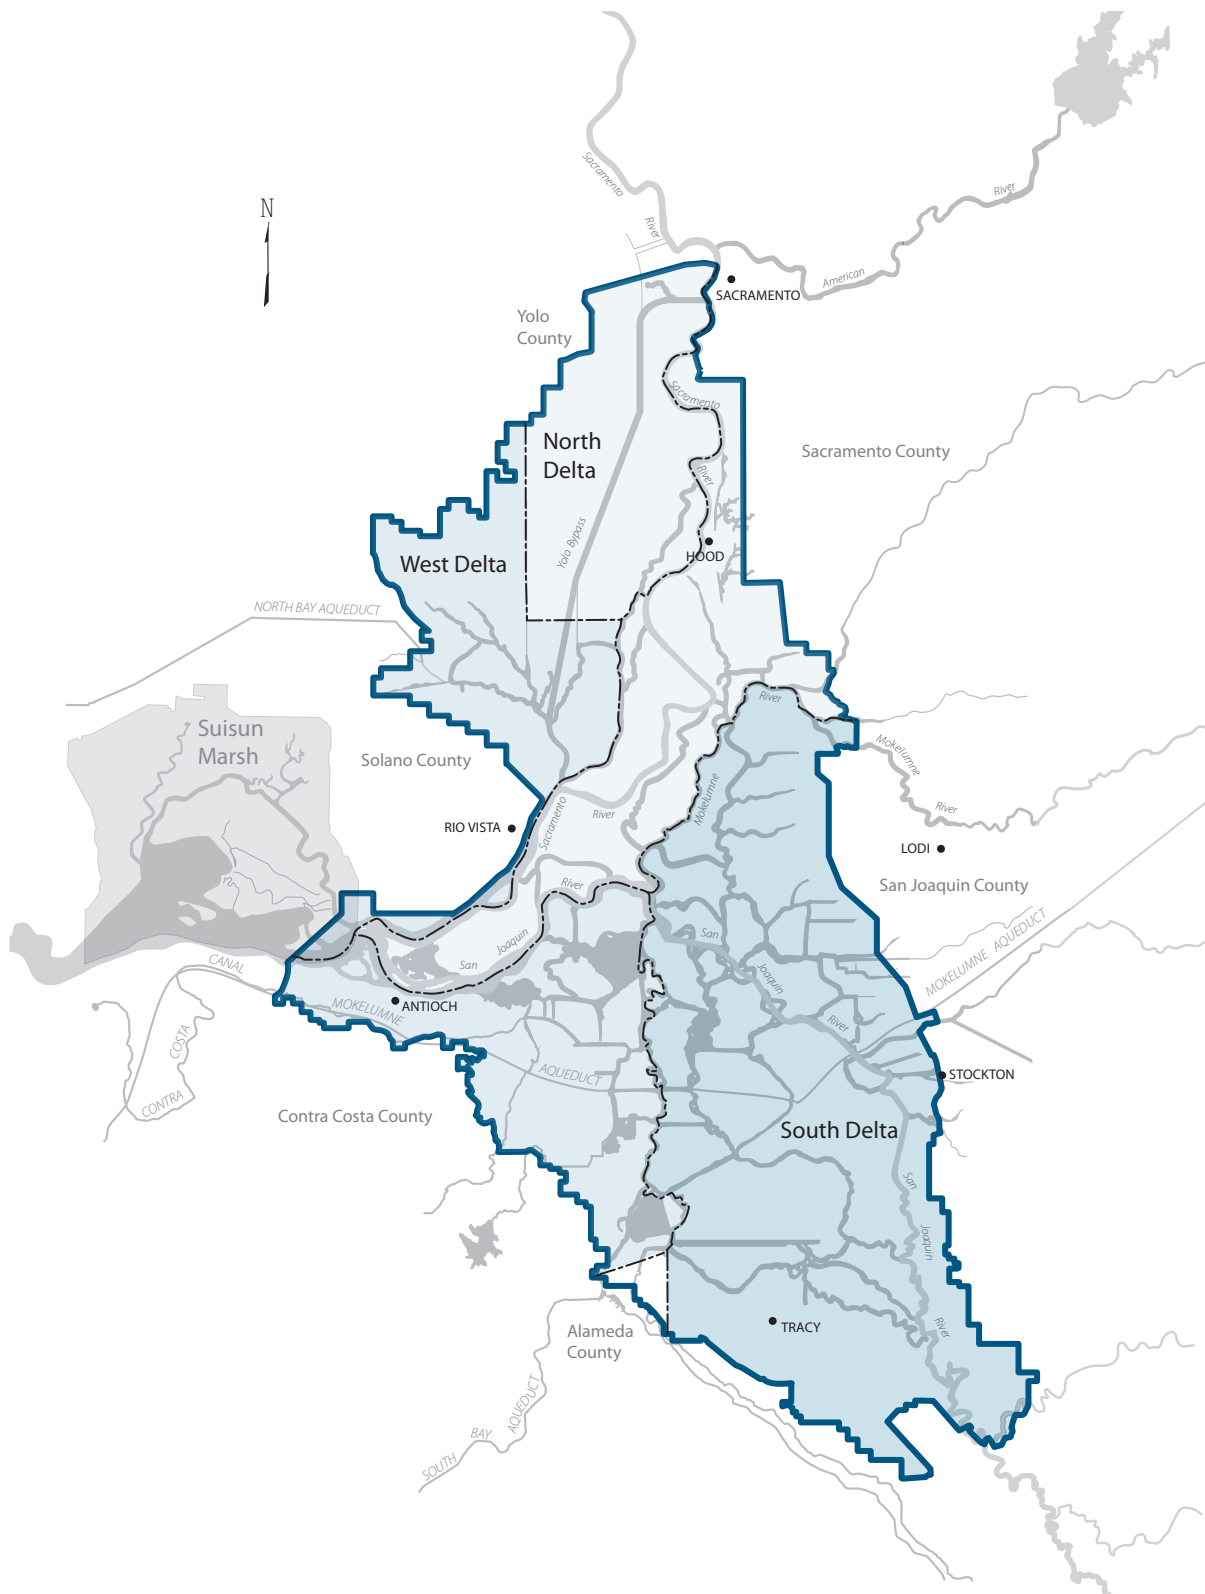 Sacramento
River
N
River
American
SACRAMENTO
Yolo
County
Sacramento
North
Delta
Sacramento County
River
Yolo Bypass
HOOD
West Delta
NORTH BAY AQUEDUCT
River
Suisun
Marsh
Solano County
Mokelumne
Mokelumne
River
Sacramento
River
RIO VISTA
LODI
San Joaquin County
River
San
Joaquin
San
Joaquin
River
CANAL
MOKELUMNE AQUEDUCT
ANTIOCH
MOKELUMNE
AQUEDUCT
COSTA
CONTRA
STOCKTON
Contra Costa County
South Delta
San
Joaquin
River
TRACY
Alameda
County
SOUTH
BAY
AQUEDUCT